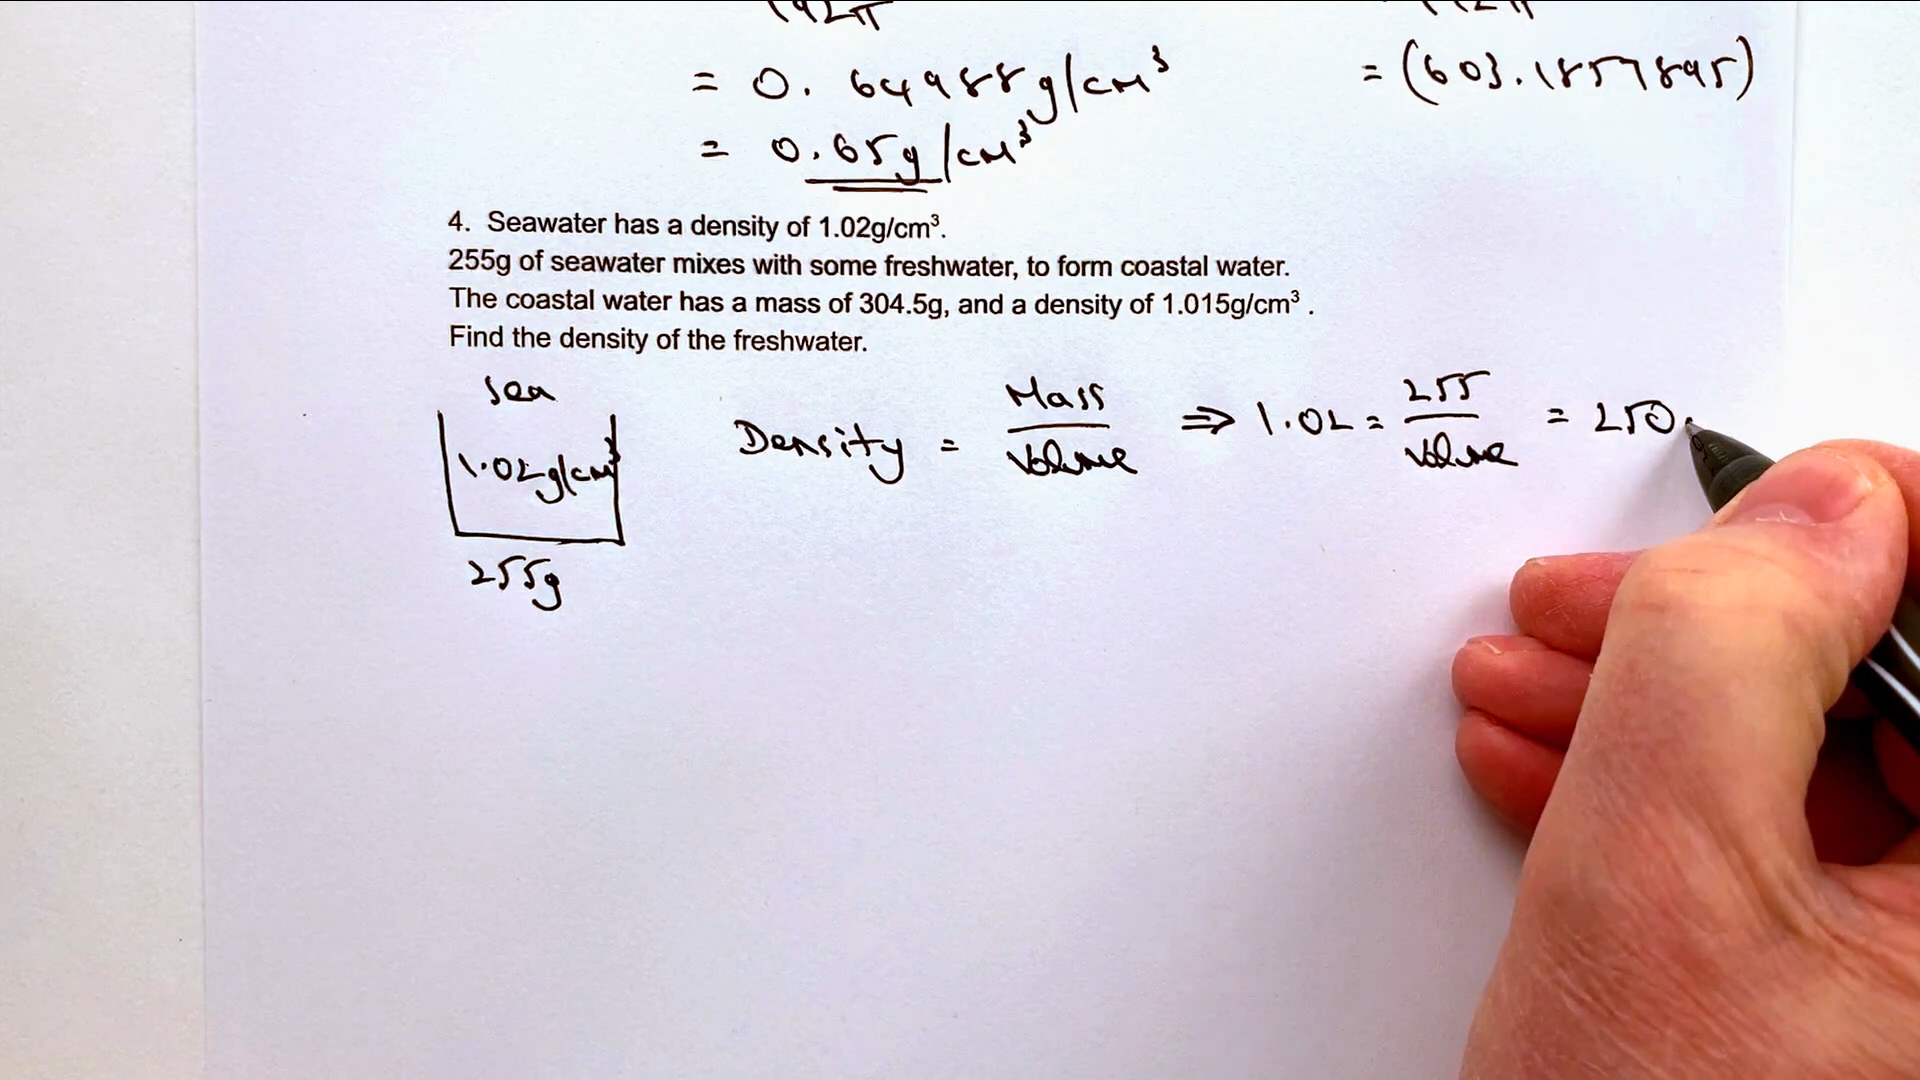 = 0.64988g/cm³
= (603.1857895)
= 0.65g/cm³
4. Seawater has a density of 1.02g/cm³.
255g of seawater mixes with some freshwater, to form coastal water.
The coastal water has a mass of 304.5g, and a density of 1.015g/cm³ .
Find the density of the freshwater.
Sea
1.02g/cm³
255g
Density = Mass / Volume ⇒ 1.02 = 255 / Volume = 250.